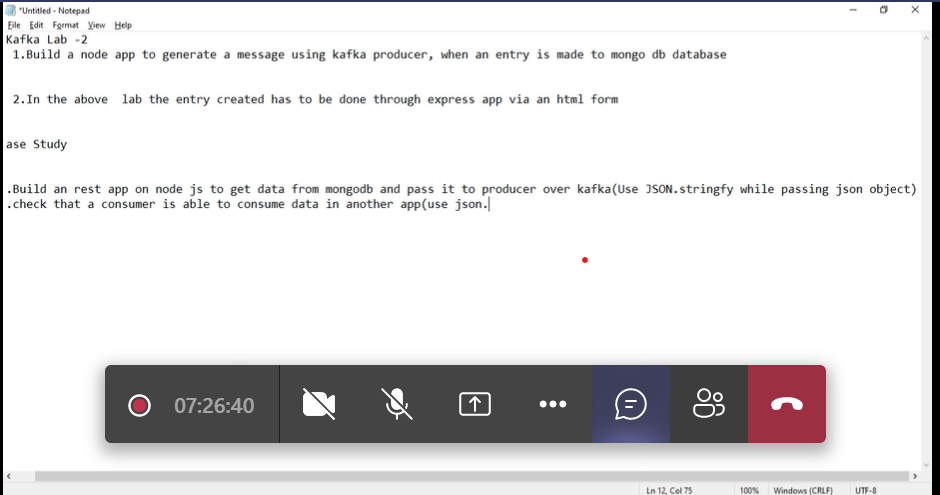 *Untitled - Notepad
File Edit Format View Help
Kafka Lab -2
1.Build a node app to generate a message using kafka producer, when an entry is made to mongo db database
2.In the above lab the entry created has to be done through express app via an html form
ase Study
.Build an rest app on node js to get data from mongodb and pass it to producer over kafka(Use JSON.stringfy while passing json object)
.check that a consumer is able to consume data in another app(use json.
07:26:40
Ln 12, Col 75 100% Windows (CRLF) UTF-8